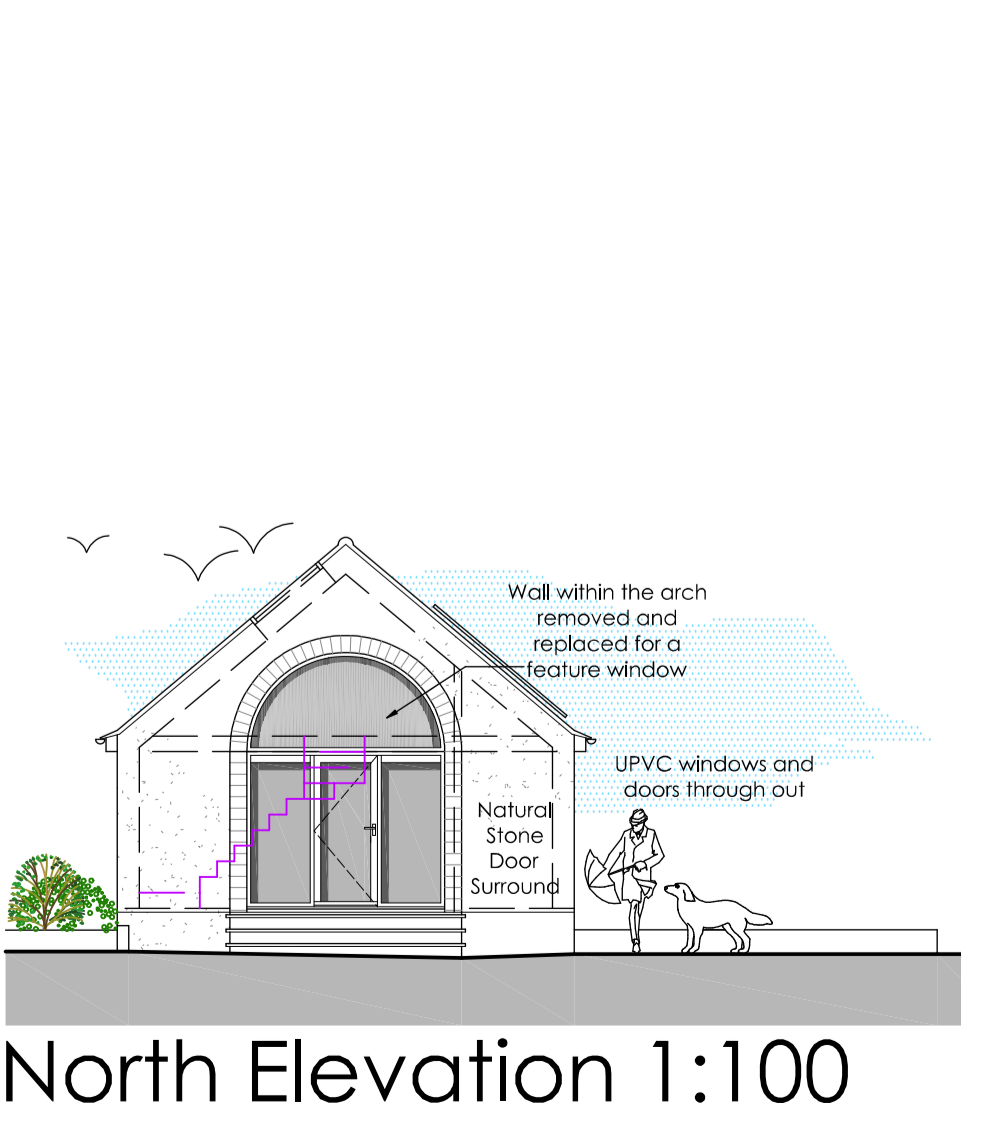 Wall within the arch
removed and
replaced for a
feature window
UPVC windows and
doors through out
Natural
Stone
Door
Surround
North Elevation 1:100